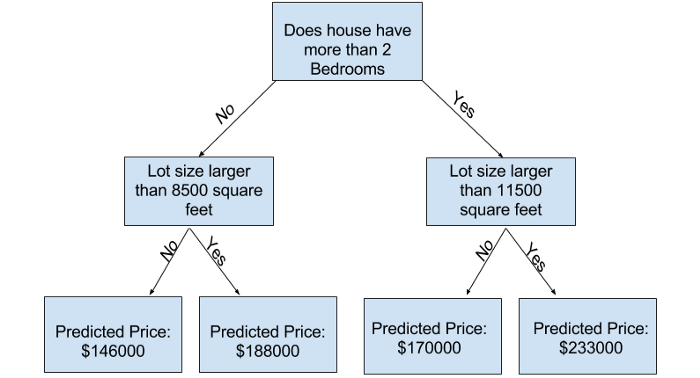 Does house have
more than 2
Bedrooms
No
Yes
Lot size larger
than 8500 square
feet
Lot size larger
than 11500
square feet
No
Yes
No
Yes
Predicted Price:
$146000
Predicted Price:
$188000
Predicted Price:
$170000
Predicted Price:
$233000